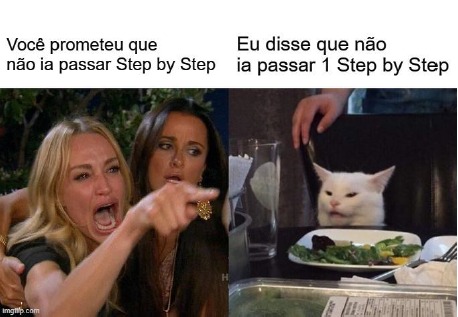 Você prometeu que
não ia passar Step by Step
Eu disse que não
ia passar 1 Step by Step
imgflip.com